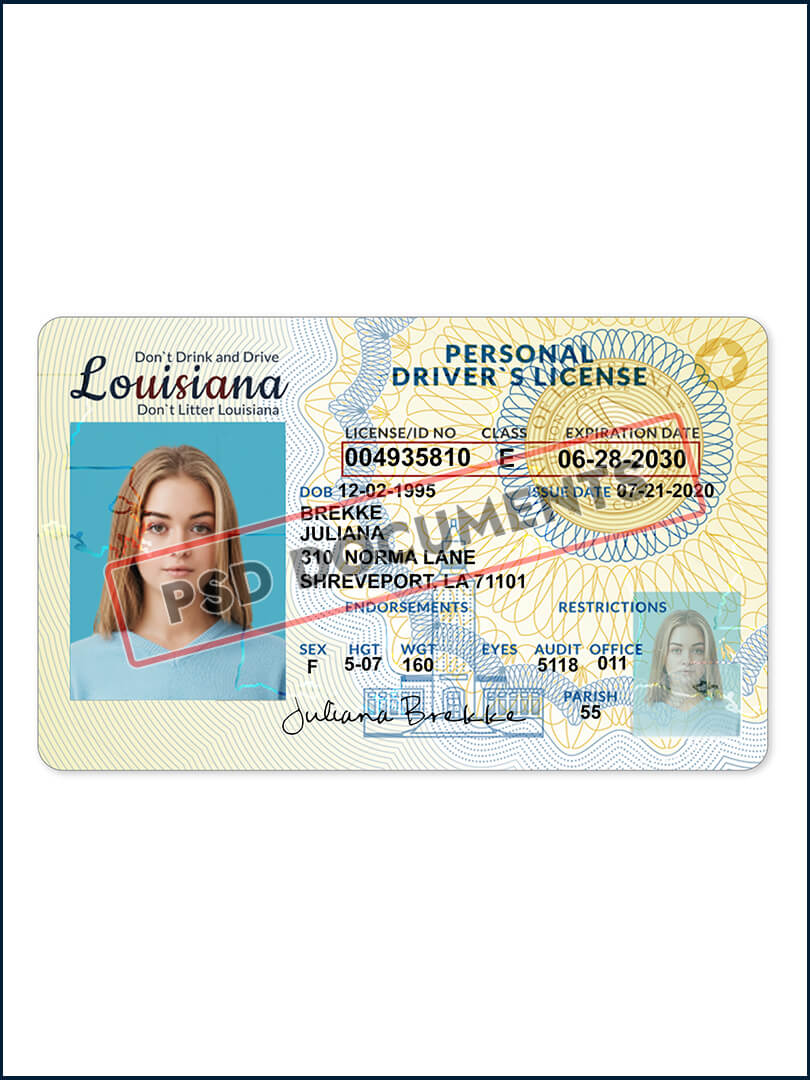 Don`t Drink and Drive
Louisiana
Don`t Litter Louisiana
PERSONAL
DRIVER`S LICENSE
LICENSE/ID NO CLASS EXPIRATION DATE
004935810 E 06-28-2030
DOB 12-02-1995 ISSUE DATE 07-21-2020
BREKKE
JULIANA
310 NORMA LANE
SHREVEPORT, LA 71101
PSD DOCUMENTS
ENDORSEMENTS RESTRICTIONS
SEX HGT WGT EYES AUDIT OFFICE
F 5-07 160 5118 011
PARISH
55
Juliana Brekke